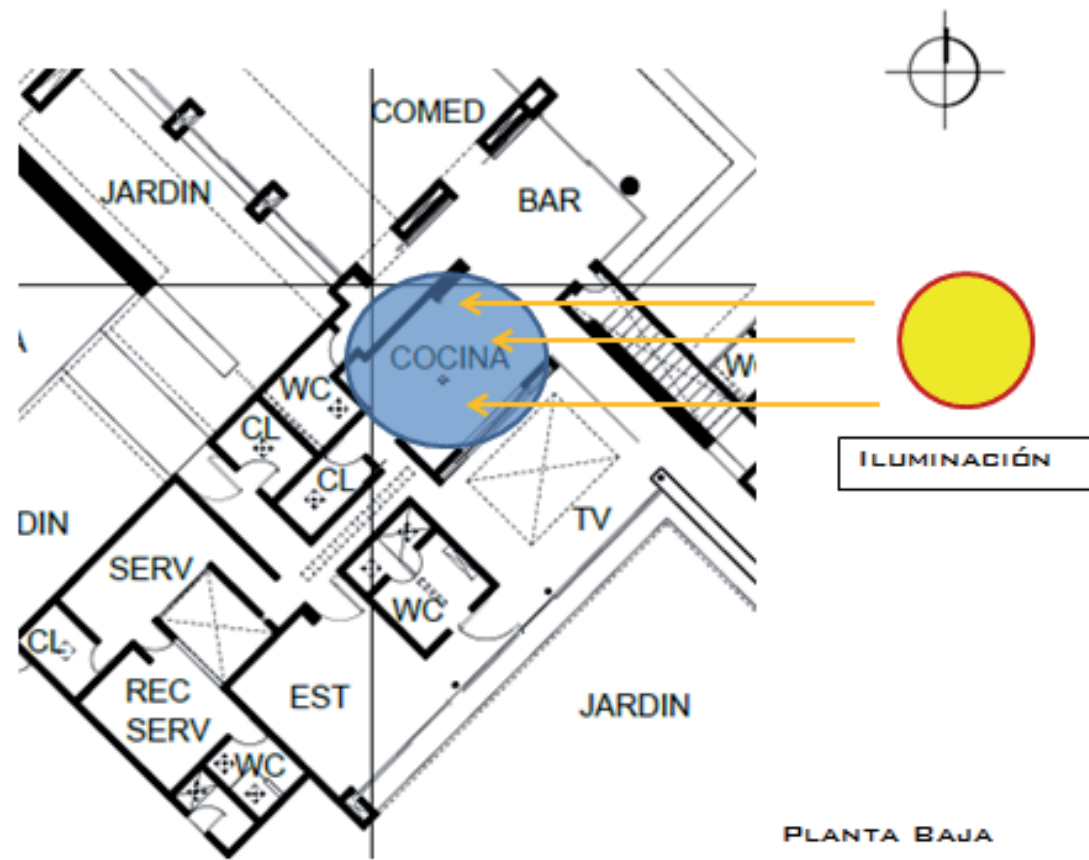 COMED
JARDIN
BAR
COCINA
WC
WC
CL
CL
ILUMINACIÓN
DIN
TV
SERV
WC
CL
REC
SERV
EST
JARDIN
WC
PLANTA BAJA